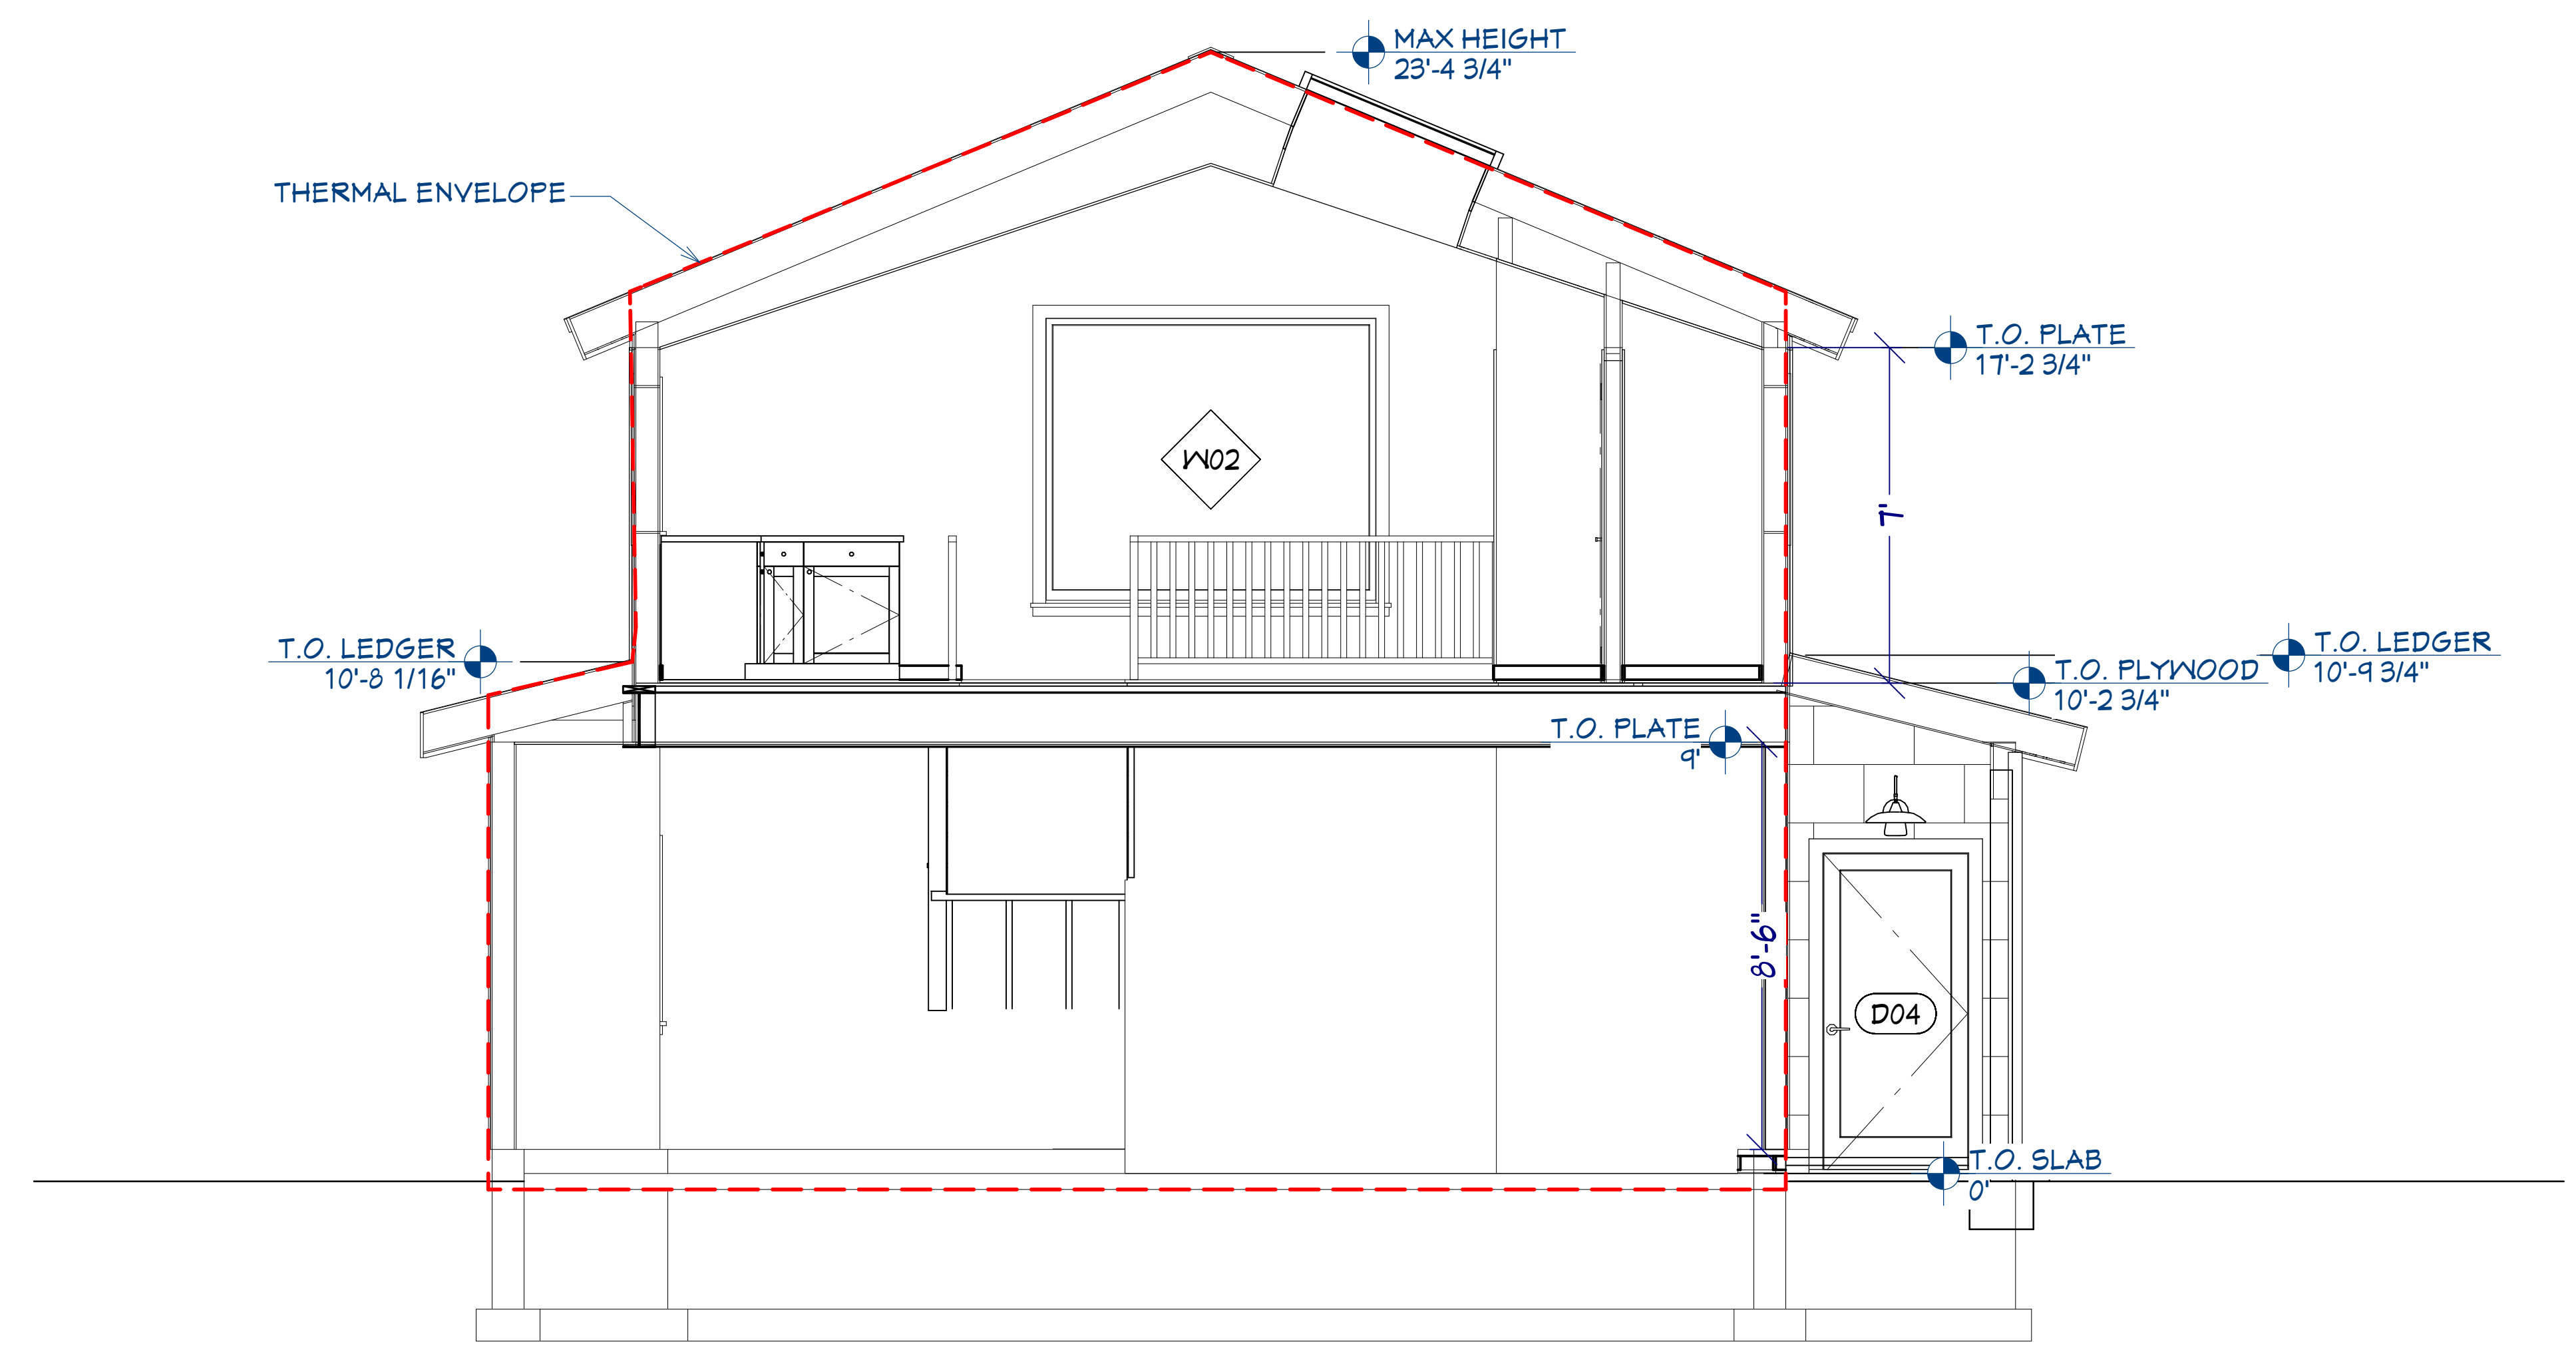 MAX HEIGHT
23'-4 3/4"
THERMAL ENVELOPE
T.O. PLATE
17'-2 3/4"
W02
7'
T.O. LEDGER
10'-8 1/16"
T.O. LEDGER
10'-9 3/4"
T.O. PLYWOOD
10'-2 3/4"
T.O. PLATE
9'
8'-6"
D04
T.O. SLAB
0'